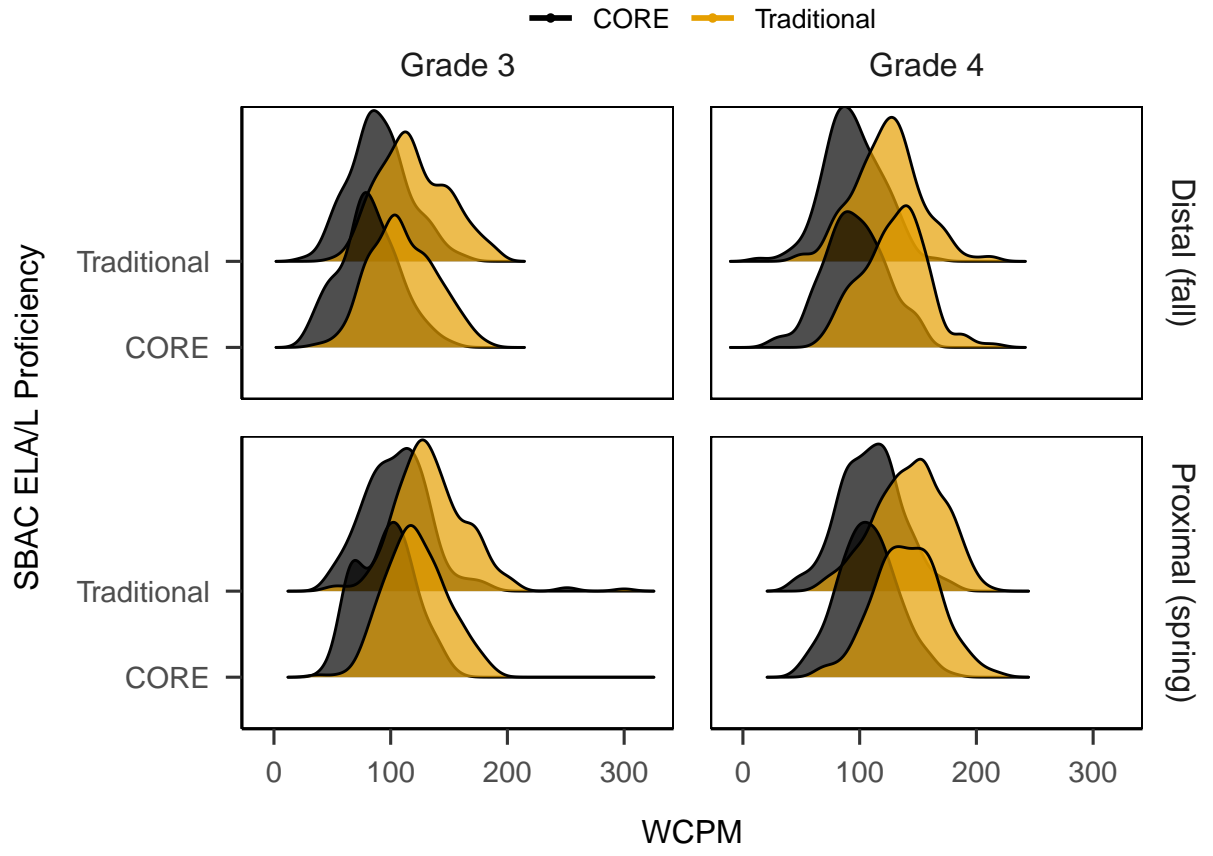 CORE Traditional
Grade 3 Grade 4
SBAC ELA/L Proficiency
Traditional
CORE
Distal (fall)
Traditional
CORE
Proximal (spring)
0 100 200 300 0 100 200 300
WCPM